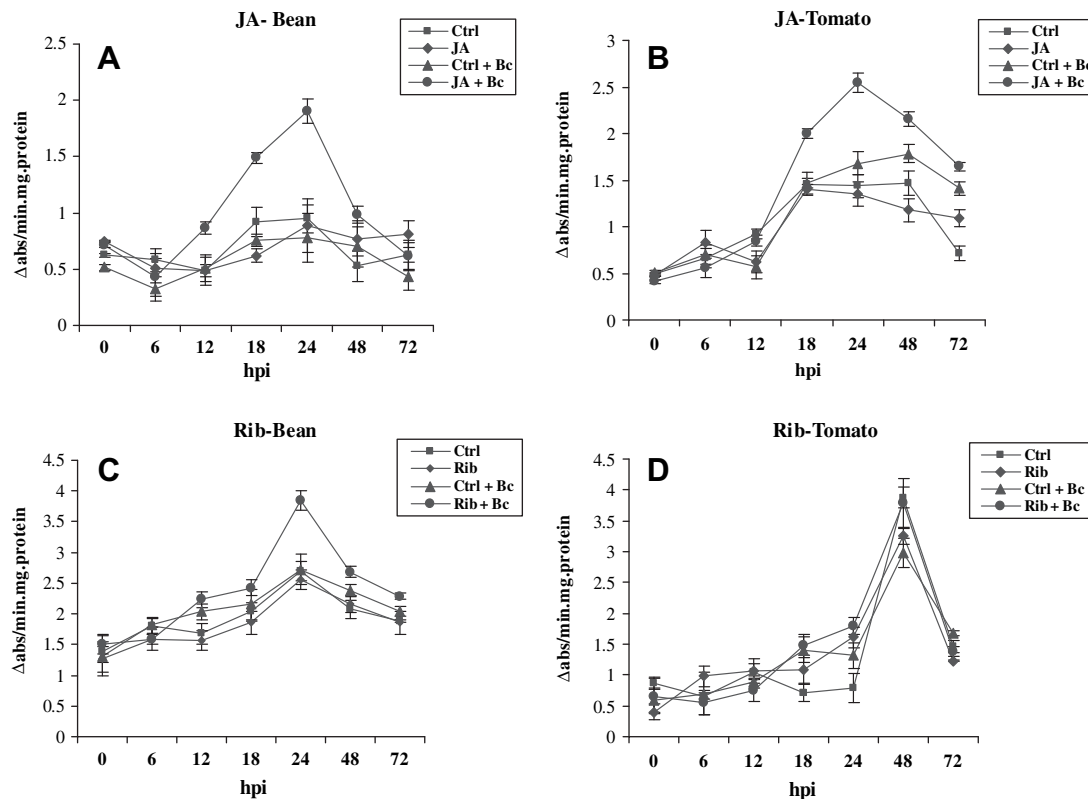 JA- Bean
A
Ctrl
JA
Ctrl + Bc
JA + Bc
Δabs/min.mg.protein
2.5
2
1.5
1
0.5
0
0 6 12 18 24 48 72
hpi
JA-Tomato
B
Ctrl
JA
Ctrl + Bc
JA + Bc
Δabs/min.mg.protein
3
2.5
2
1.5
1
0.5
0
0 6 12 18 24 48 72
hpi
Rib-Bean
C
Ctrl
Rib
Ctrl + Bc
Rib + Bc
Δabs/min.mg.protein
4.5
4
3.5
3
2.5
2
1.5
1
0.5
0
0 6 12 18 24 48 72
hpi
Rib-Tomato
D
Ctrl
Rib
Ctrl + Bc
Rib + Bc
Δabs/min.mg.protein
4.5
4
3.5
3
2.5
2
1.5
1
0.5
0
0 6 12 18 24 48 72
hpi